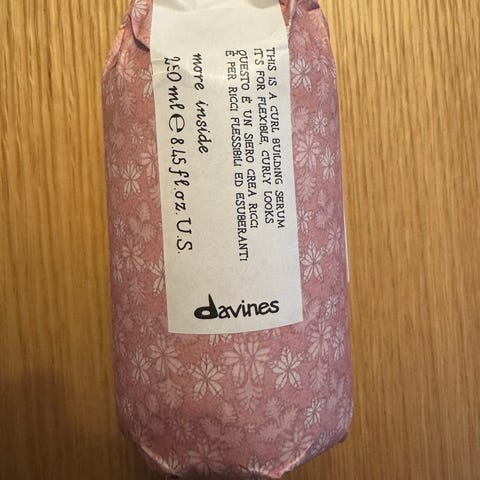 THIS IS A CURL BUILDING SERUM
IT'S FOR FLEXIBLE, CURLY LOOKS
QUESTO È UN SIERO CREA RICCI
È PER RICCI FLESSIBILI ED ESUBERANTI
more inside
250 ml ℮ 8.45 fl.oz. U.S.
davines